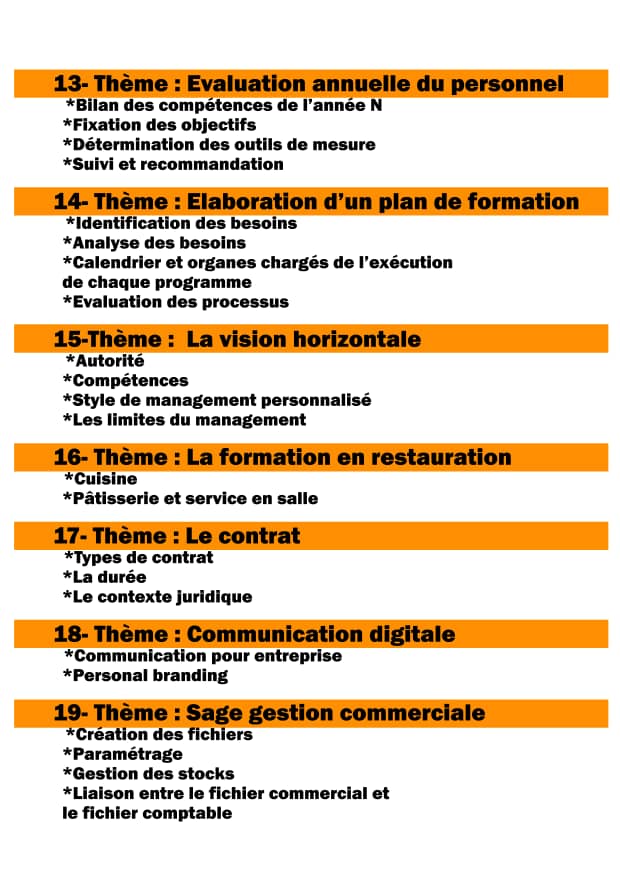 13- Thème : Evaluation annuelle du personnel
*Bilan des compétences de l’année N
*Fixation des objectifs
*Détermination des outils de mesure
*Suivi et recommandation
14- Thème : Elaboration d’un plan de formation
*Identification des besoins
*Analyse des besoins
*Calendrier et organes chargés de l’exécution
de chaque programme
*Evaluation des processus
15-Thème :  La vision horizontale
*Autorité
*Compétences
*Style de management personnalisé
*Les limites du management
16- Thème : La formation en restauration
*Cuisine
*Pâtisserie et service en salle
17- Thème : Le contrat
*Types de contrat
*La durée
*Le contexte juridique
18- Thème : Communication digitale
*Communication pour entreprise
*Personal branding
19- Thème : Sage gestion commerciale
*Création des fichiers
*Paramétrage
*Gestion des stocks
*Liaison entre le fichier commercial et
le fichier comptable